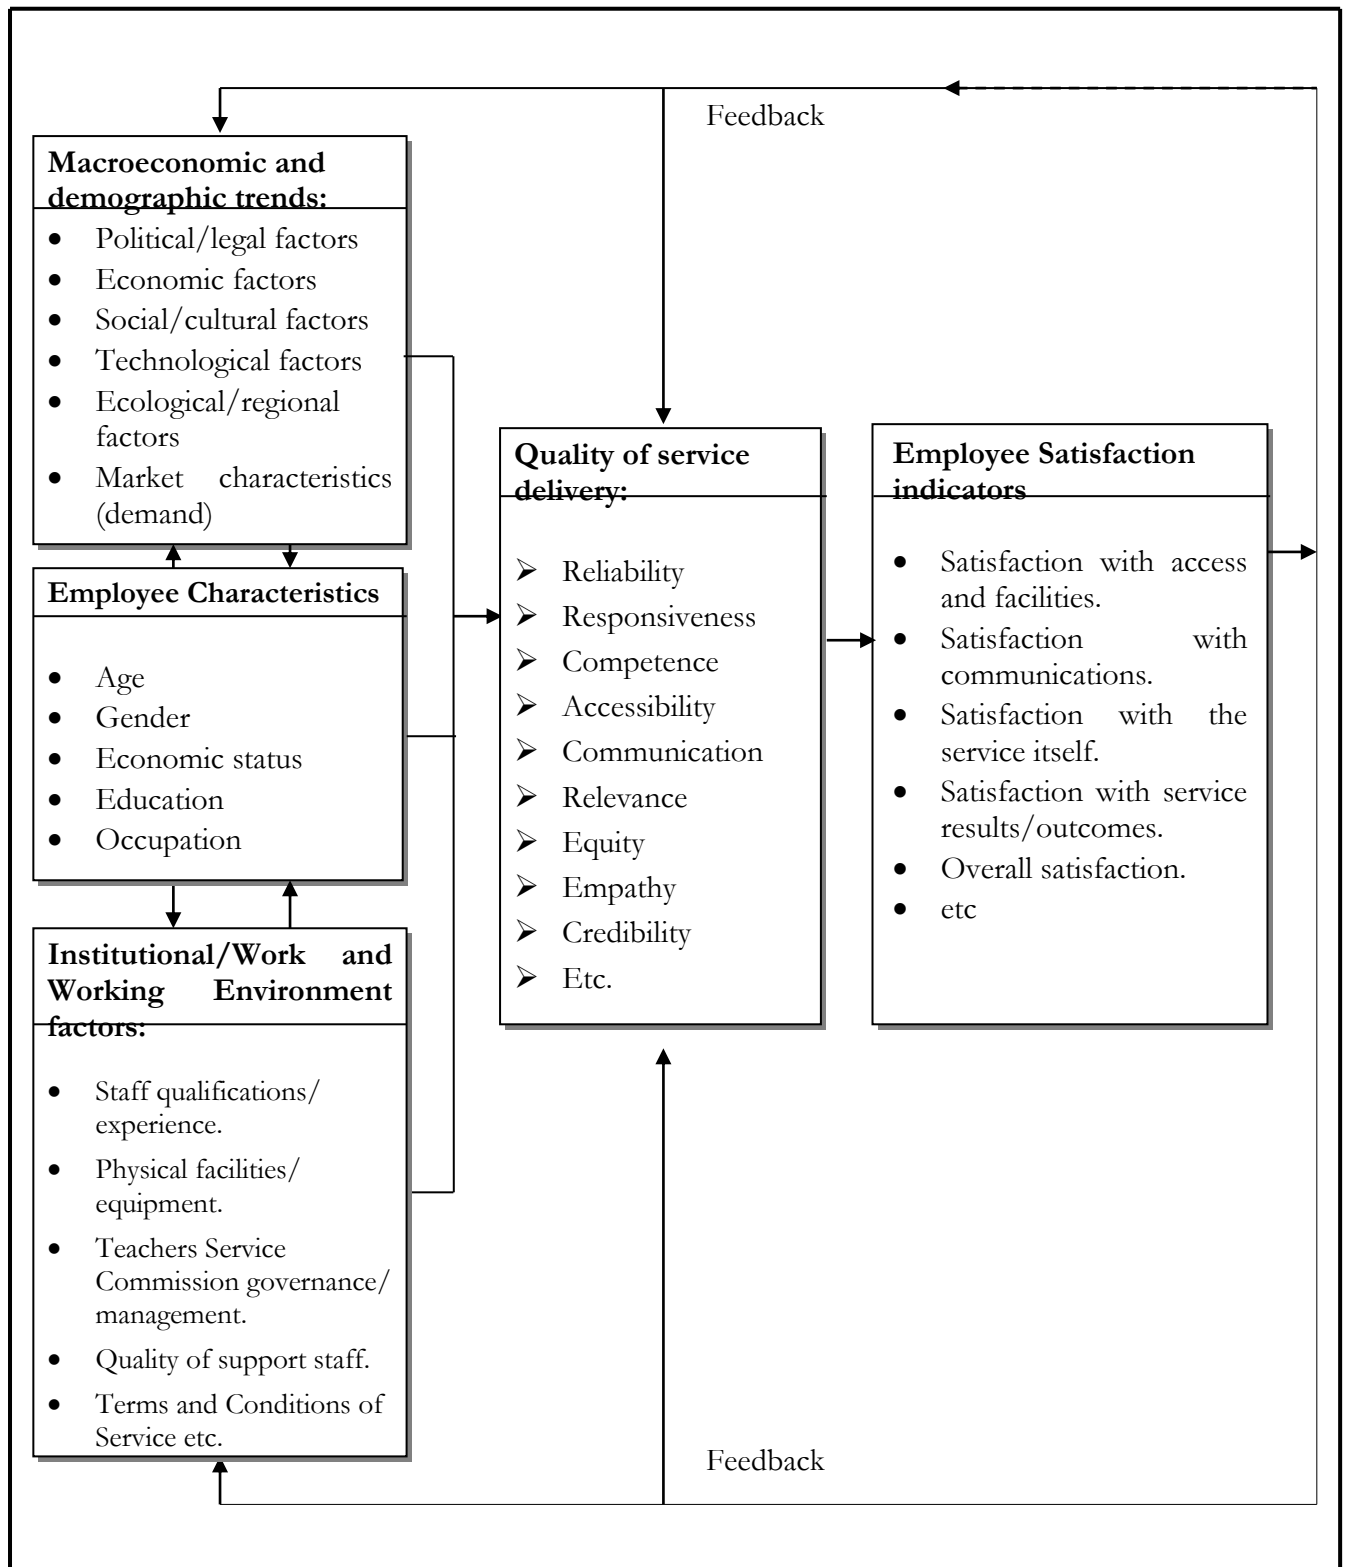 Feedback
Macroeconomic and
demographic trends:
• Political/legal factors
• Economic factors
• Social/cultural factors
• Technological factors
• Ecological/regional
factors
• Market characteristics
(demand)
Employee Characteristics
• Age
• Gender
• Economic status
• Education
• Occupation
Institutional/Work and
Working Environment
factors:
• Staff qualifications/
experience.
• Physical facilities/
equipment.
• Teachers Service
Commission governance/
management.
• Quality of support staff.
• Terms and Conditions of
Service etc.
Quality of service
delivery:
➢ Reliability
➢ Responsiveness
➢ Competence
➢ Accessibility
➢ Communication
➢ Relevance
➢ Equity
➢ Empathy
➢ Credibility
➢ Etc.
Employee Satisfaction
indicators
• Satisfaction with access
and facilities.
• Satisfaction with
communications.
• Satisfaction with the
service itself.
• Satisfaction with service
results/outcomes.
• Overall satisfaction.
• etc
Feedback